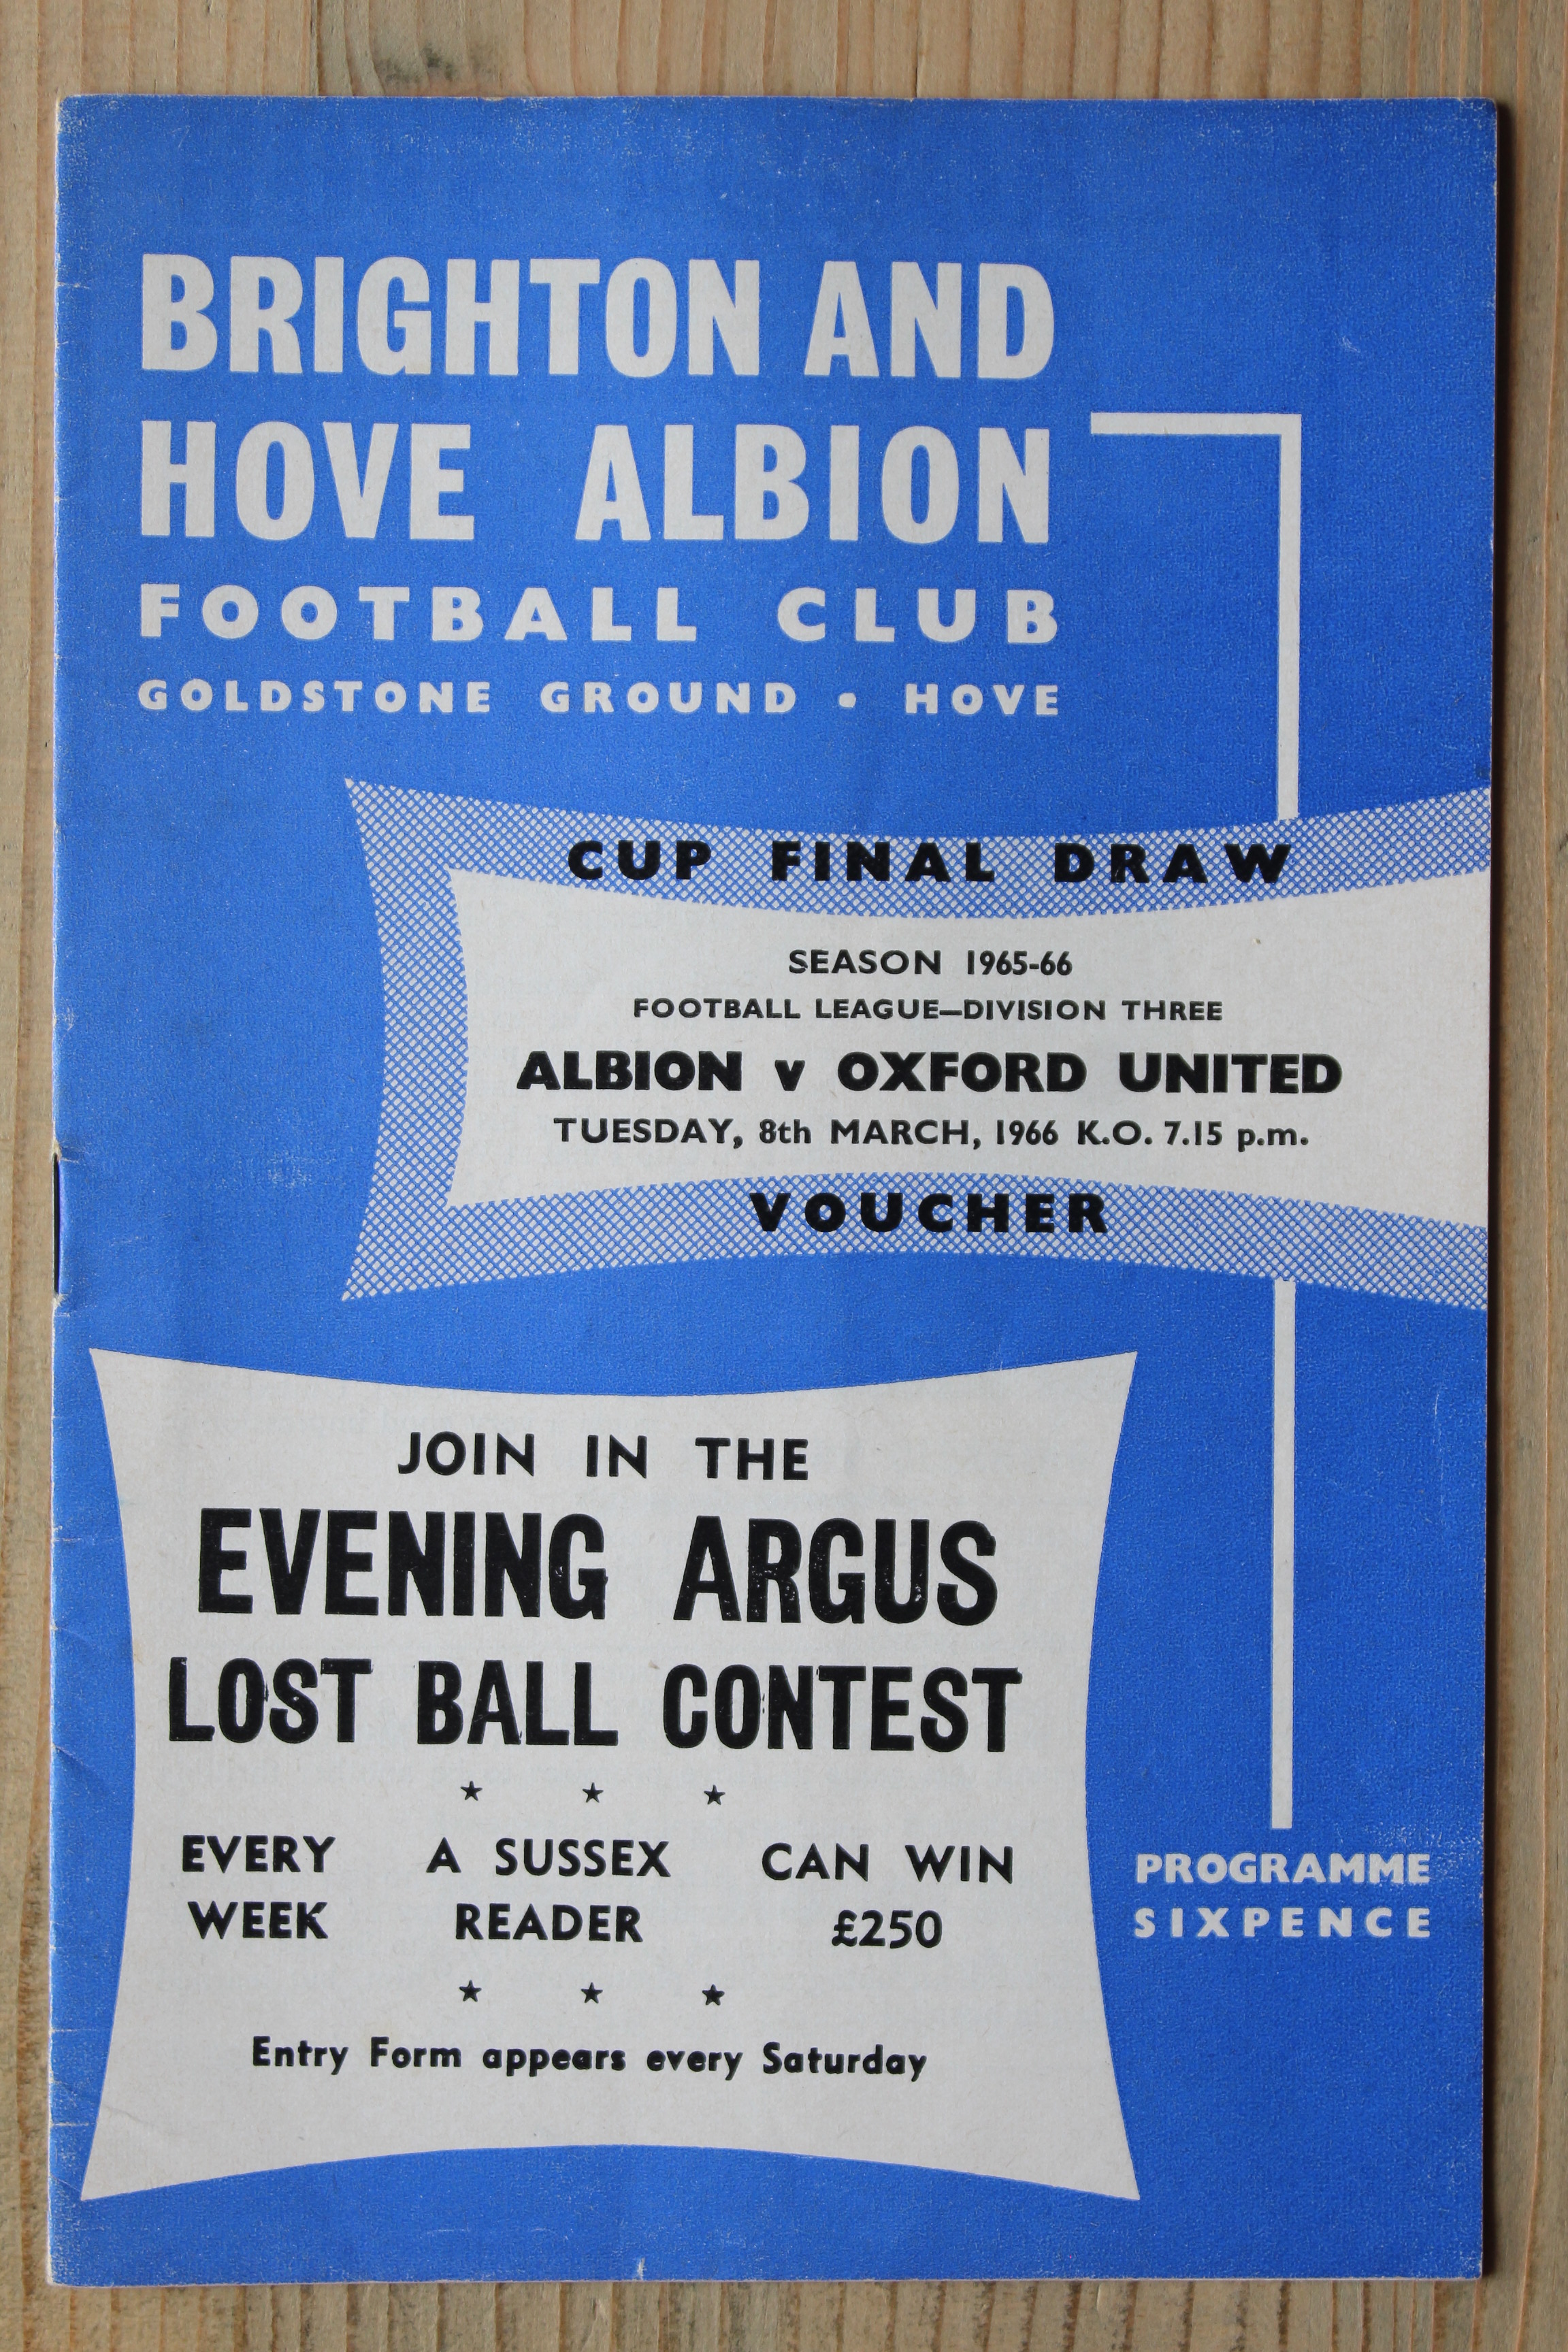 BRIGHTON AND
HOVE ALBION
FOOTBALL CLUB
GOLDSTONE GROUND • HOVE
CUP FINAL DRAW
SEASON 1965-66
FOOTBALL LEAGUE—DIVISION THREE
ALBION v OXFORD UNITED
TUESDAY, 8th MARCH, 1966 K.O. 7.15 p.m.
VOUCHER
JOIN IN THE
EVENING ARGUS
LOST BALL CONTEST
★ ★ ★
EVERY A SUSSEX CAN WIN
WEEK READER £250
★ ★ ★
Entry Form appears every Saturday
PROGRAMME
SIXPENCE